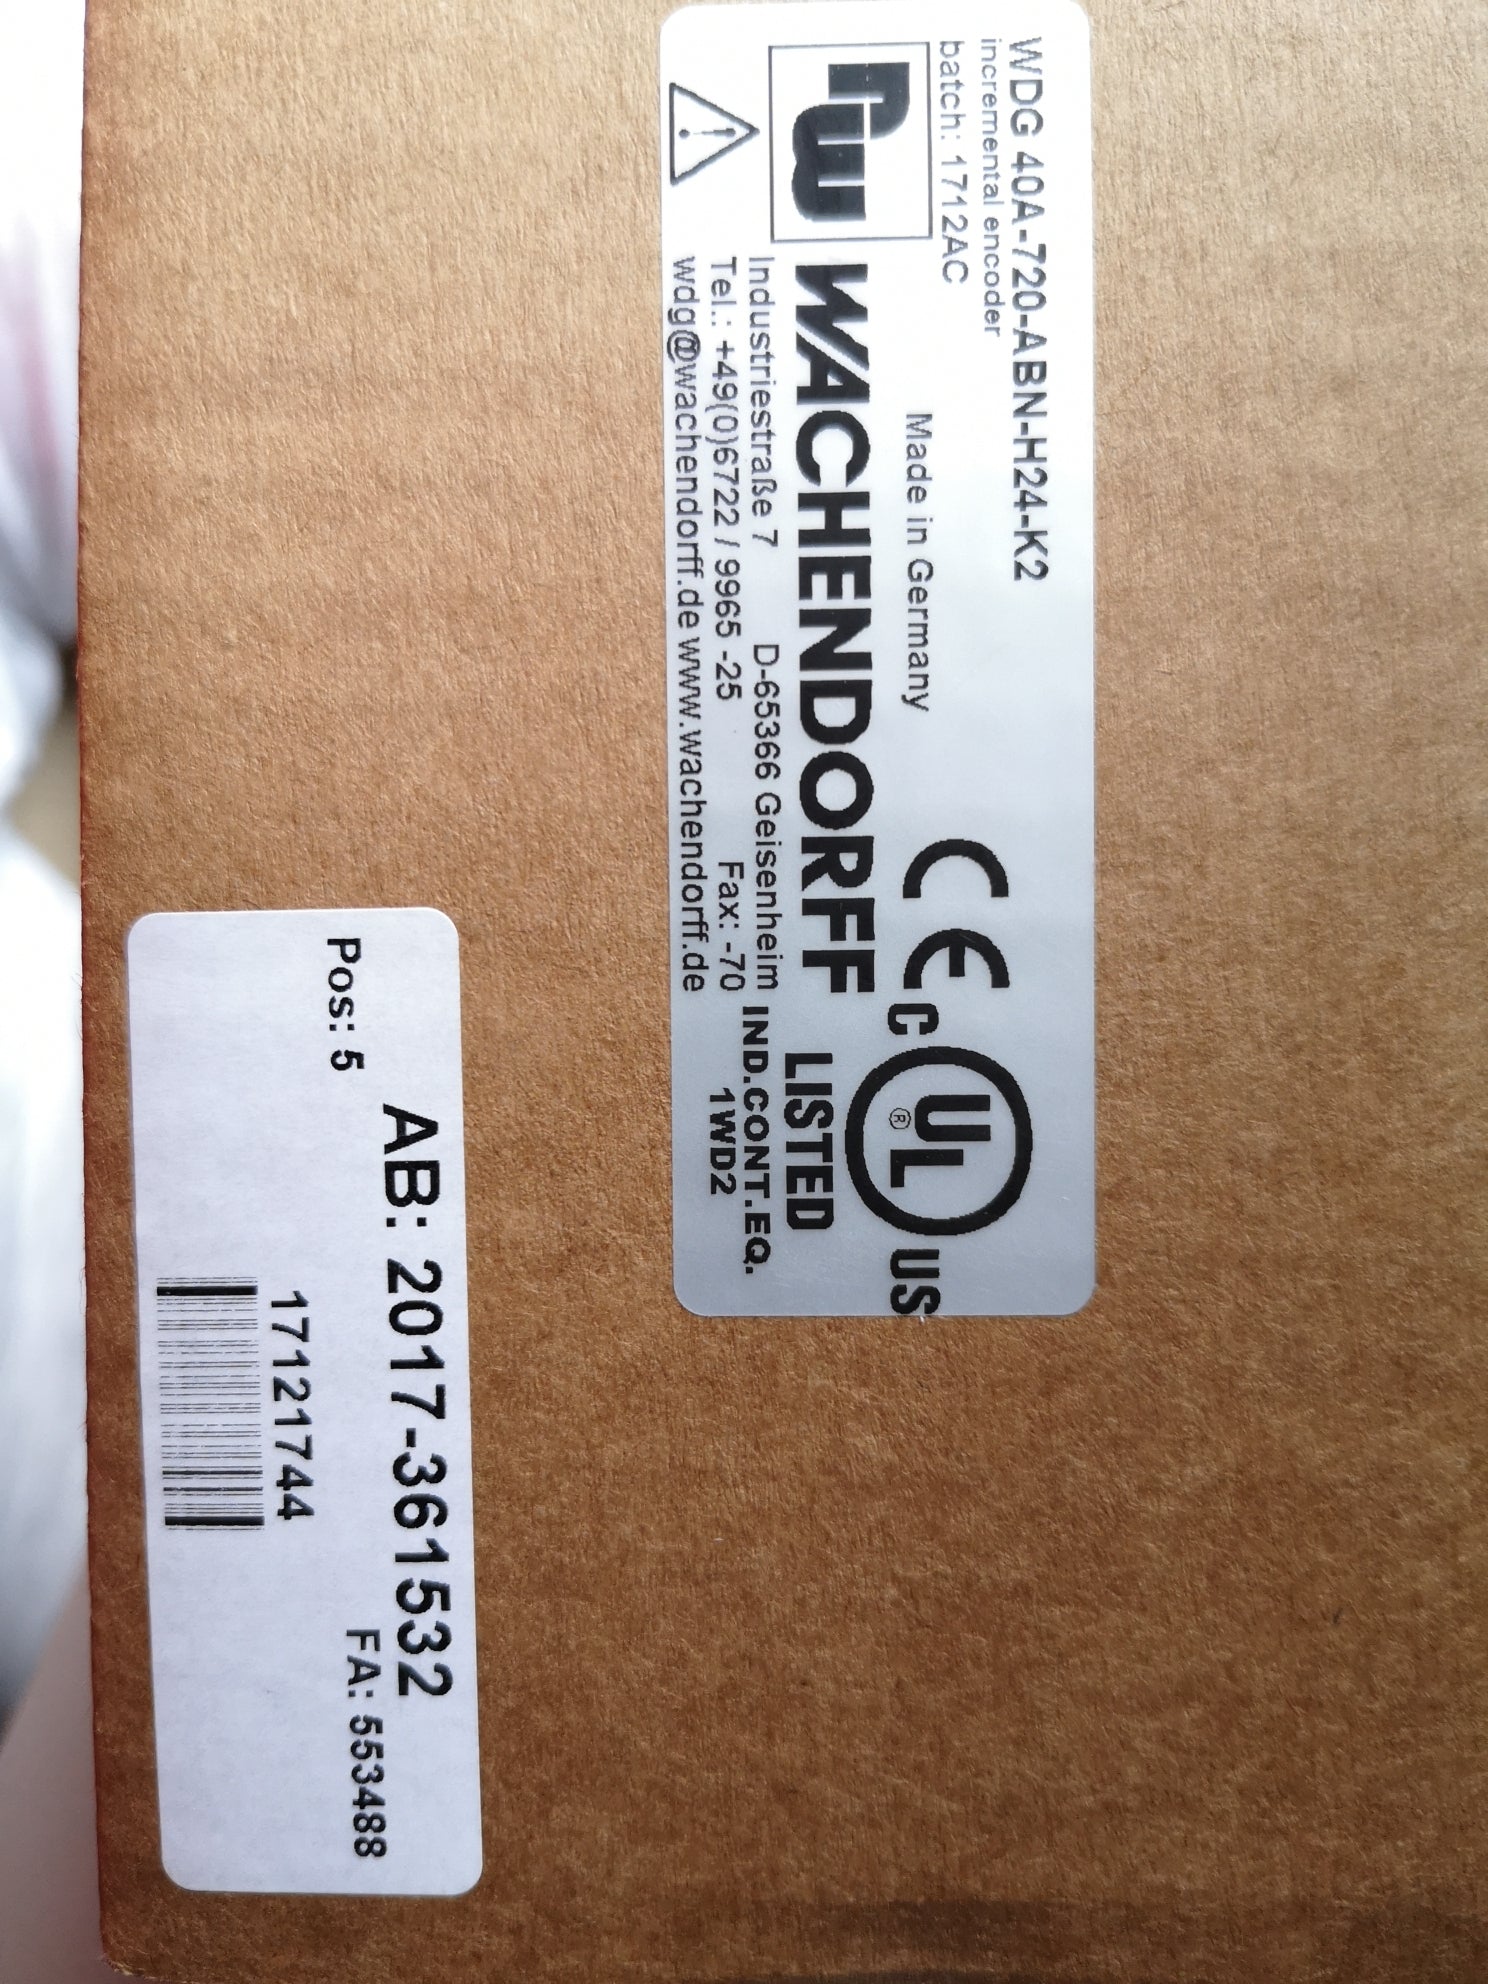 WDG 40A-720-ABN-H24-K2
incremental encoder
batch: 1712AC
Made in Germany
CE
C UL ® US
WACHENDORFF
LISTED
Industriestraße 7 D-65366 Geisenheim
IND.CONT.EQ.
Tel.: +49(0)6722 / 9965 -25 Fax: -70
1WD2
wdg@wachendorff.de www.wachendorff.de
AB: 2017-361532
Pos: 5 FA: 553488
17121744